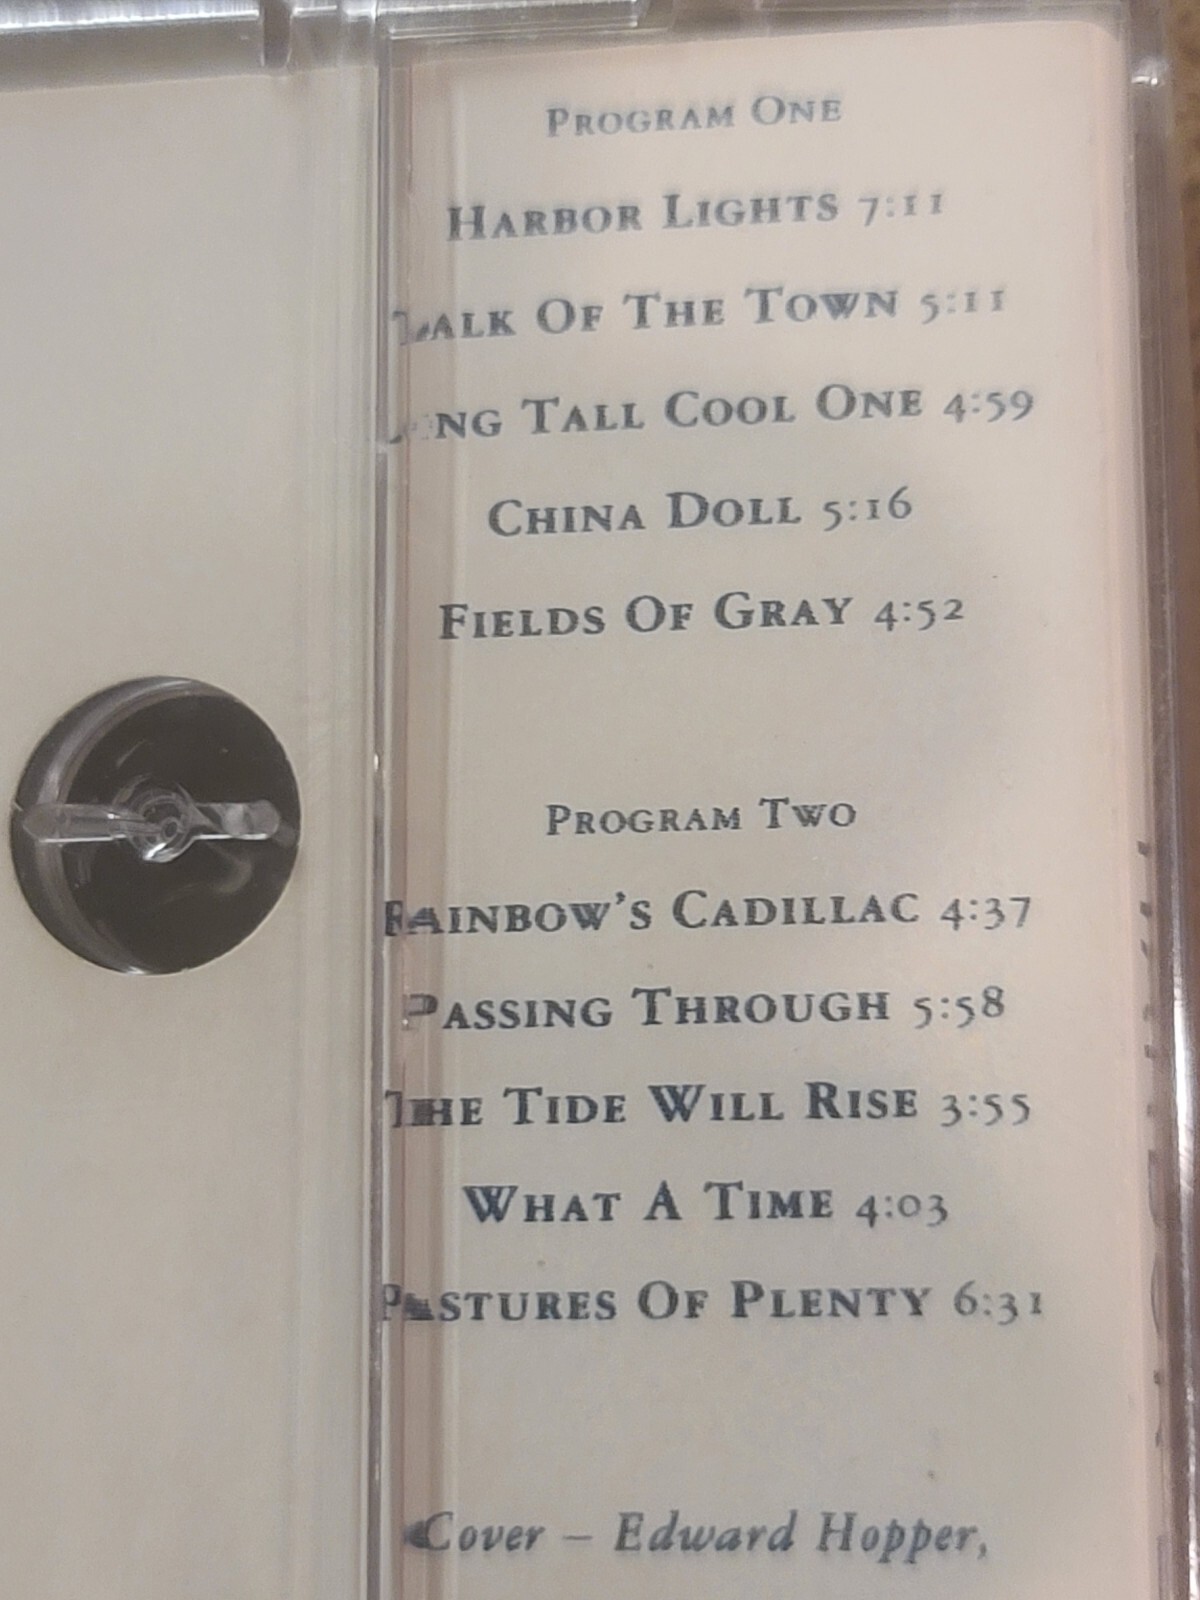 Program One
Harbor Lights 7:11
Talk Of The Town 5:11
Long Tall Cool One 4:59
China Doll 5:16
Fields Of Gray 4:52
Program Two
Rainbow's Cadillac 4:37
Passing Through 5:58
The Tide Will Rise 3:55
What A Time 4:03
Pastures Of Plenty 6:31
Cover – Edward Hopper,